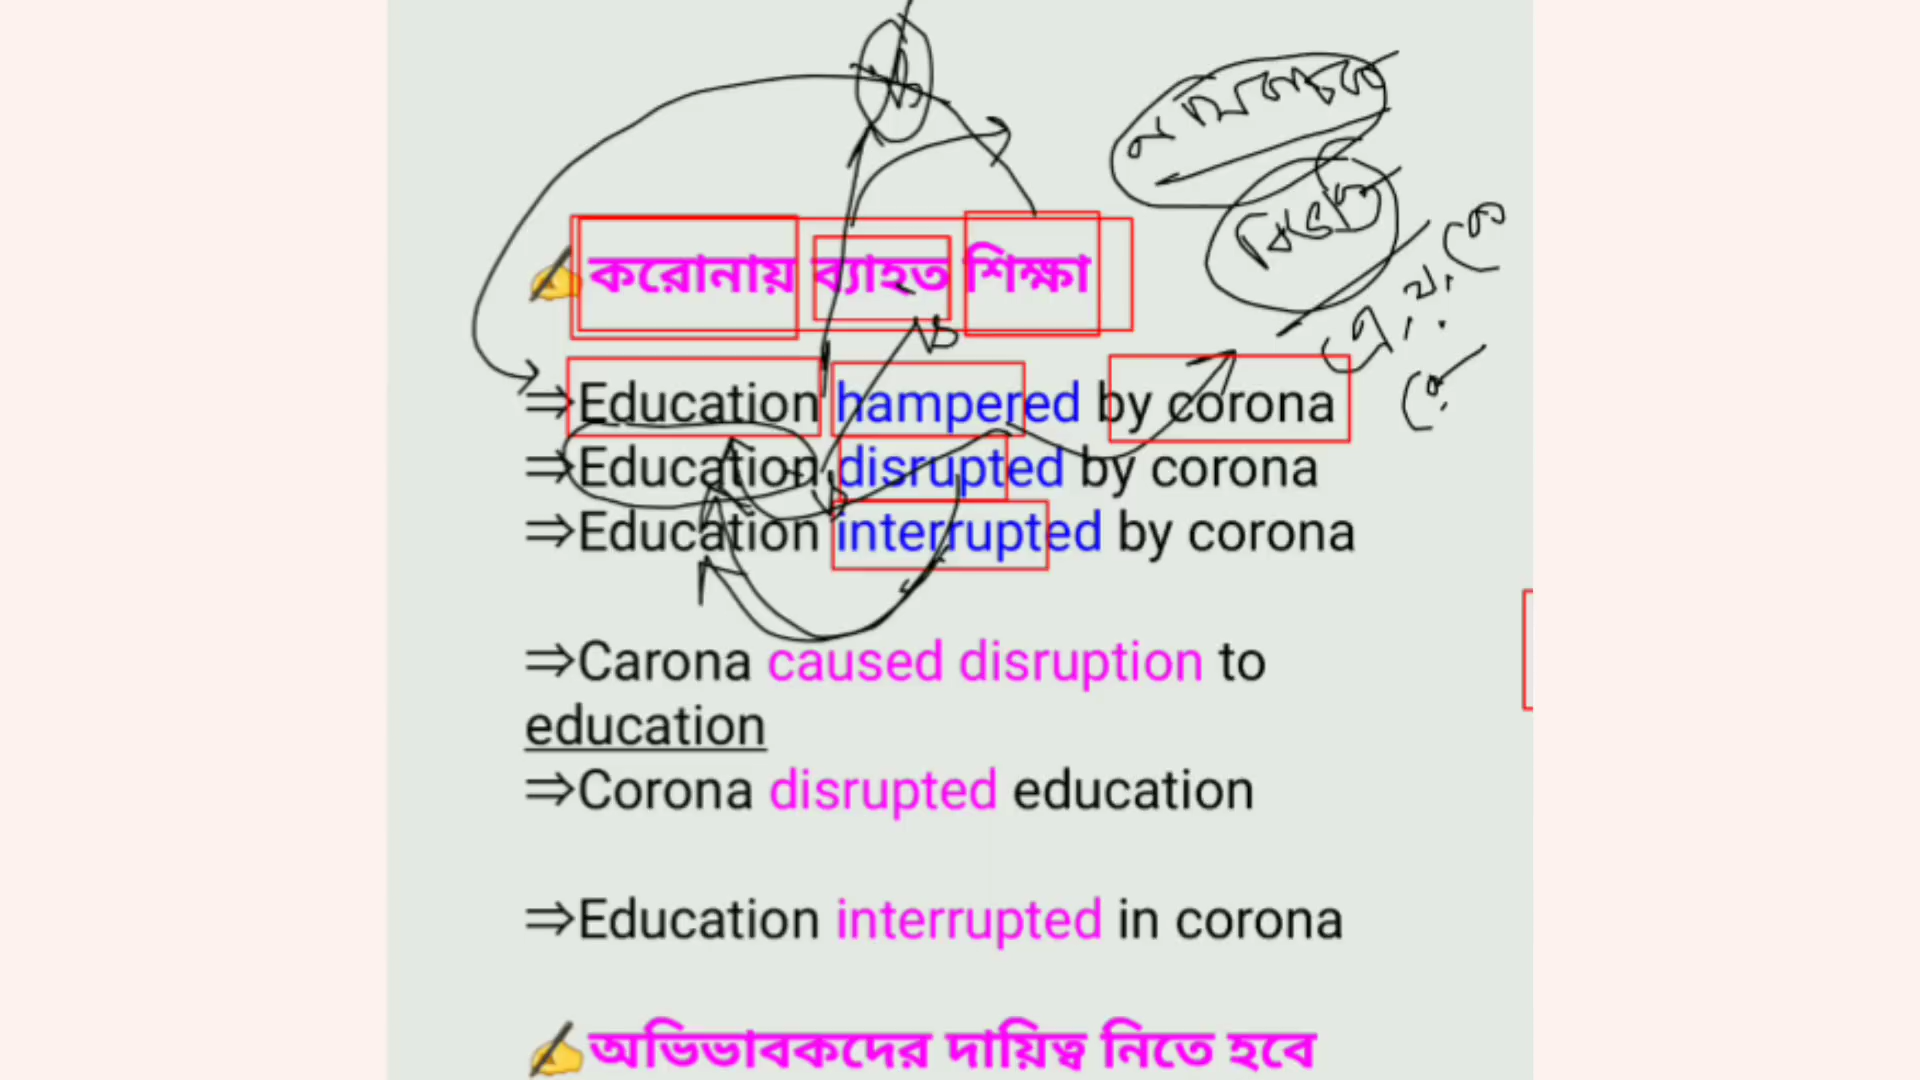 ✍️করোনায় ব্যাহত শিক্ষা
⇒Education hampered by corona
⇒Education disrupted by corona
⇒Education interrupted by corona
⇒Carona caused disruption to
education
⇒Corona disrupted education
⇒Education interrupted in corona
✍️অভিভাবকদের দায়িত্ব নিতে হবে